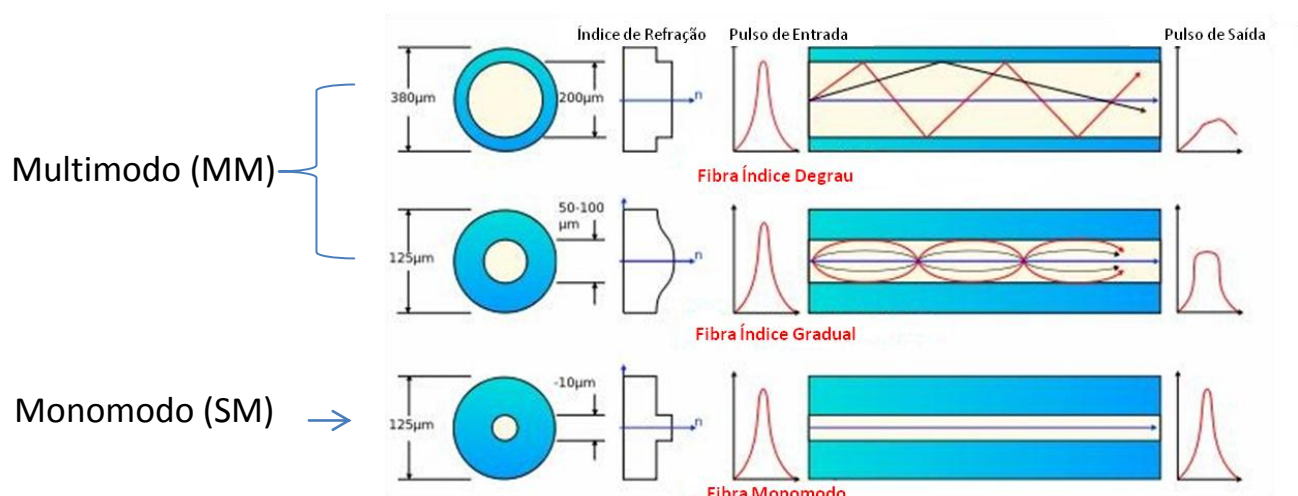 Índice de Refração
Pulso de Entrada
Pulso de Saída
Multimodo (MM)
380μm
200μm
n
Fibra Índice Degrau
50-100
μm
125μm
n
Fibra Índice Gradual
Monomodo (SM)
-10μm
125μm
n
Fibra Monomodo